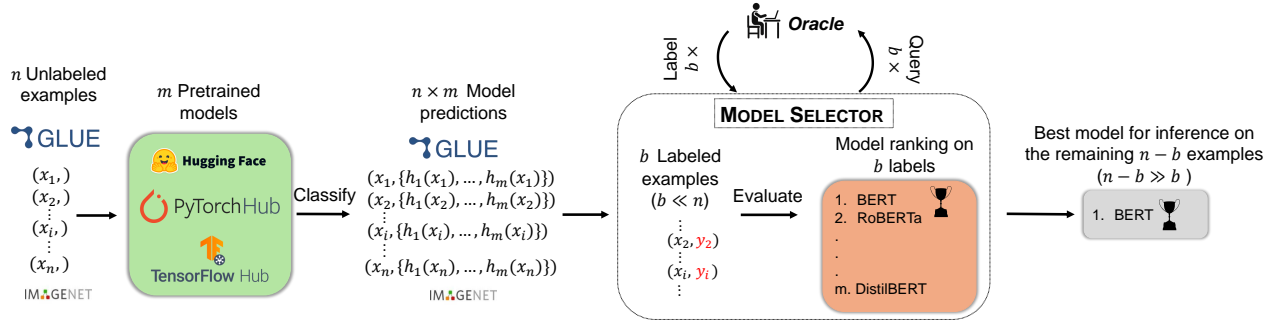 n Unlabeled
examples
GLUE
(x₁,)
(x₂,)
⋮
(xᵢ,)
⋮
(xₙ,)
IMAGENET
m Pretrained
models
Hugging Face
PyTorchHub
TensorFlow Hub
Classify
n × m Model
predictions
GLUE
(x₁, {h₁(x₁), …, hₘ(x₁)})
(x₂, {h₁(x₂), …, hₘ(x₂)})
⋮
(xᵢ, {h₁(xᵢ), …, hₘ(xᵢ)})
⋮
(xₙ, {h₁(xₙ), …, hₘ(xₙ)})
IMAGENET
Oracle
Label
b ×
Query
b ×
MODEL SELECTOR
b Labeled
examples
(b ≪ n)
⋮
(x₂, y₂)
(xᵢ, yᵢ)
⋮
Evaluate
Model ranking on
b labels
1. BERT
2. RoBERTa
.
.
.
.
m. DistilBERT
Best model for inference on
the remaining n − b examples
(n − b ≫ b )
1. BERT